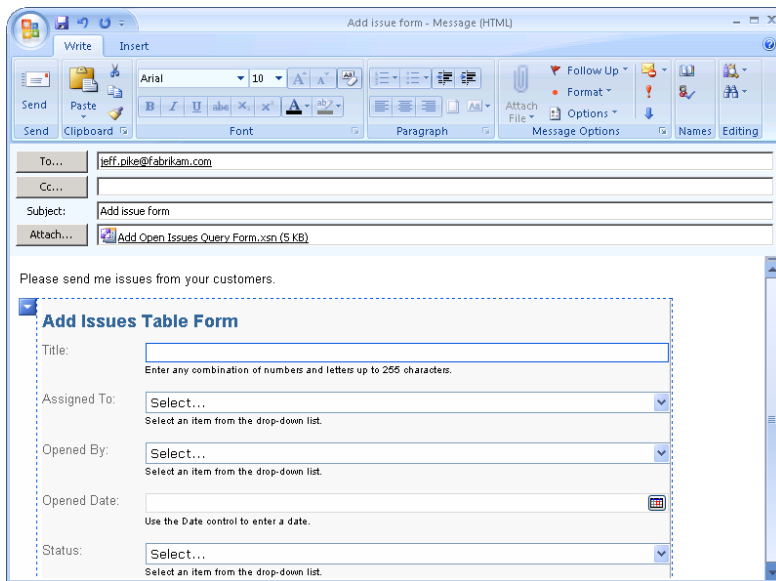 Add issue form - Message (HTML)
Write Insert
Arial 10 A A
Follow Up
Send Paste B I U abe X₂ x² A ab Attach File Format
Options
Send Clipboard Font Paragraph Message Options Names Editing
To... jeff.pike@fabrikam.com
Cc...
Subject: Add issue form
Attach... Add Open Issues Query Form.xsn (5 KB)
Please send me issues from your customers.
Add Issues Table Form
Title:
Enter any combination of numbers and letters up to 255 characters.
Assigned To: Select...
Select an item from the drop-down list.
Opened By: Select...
Select an item from the drop-down list.
Opened Date:
Use the Date control to enter a date.
Status: Select...
Select an item from the drop-down list.